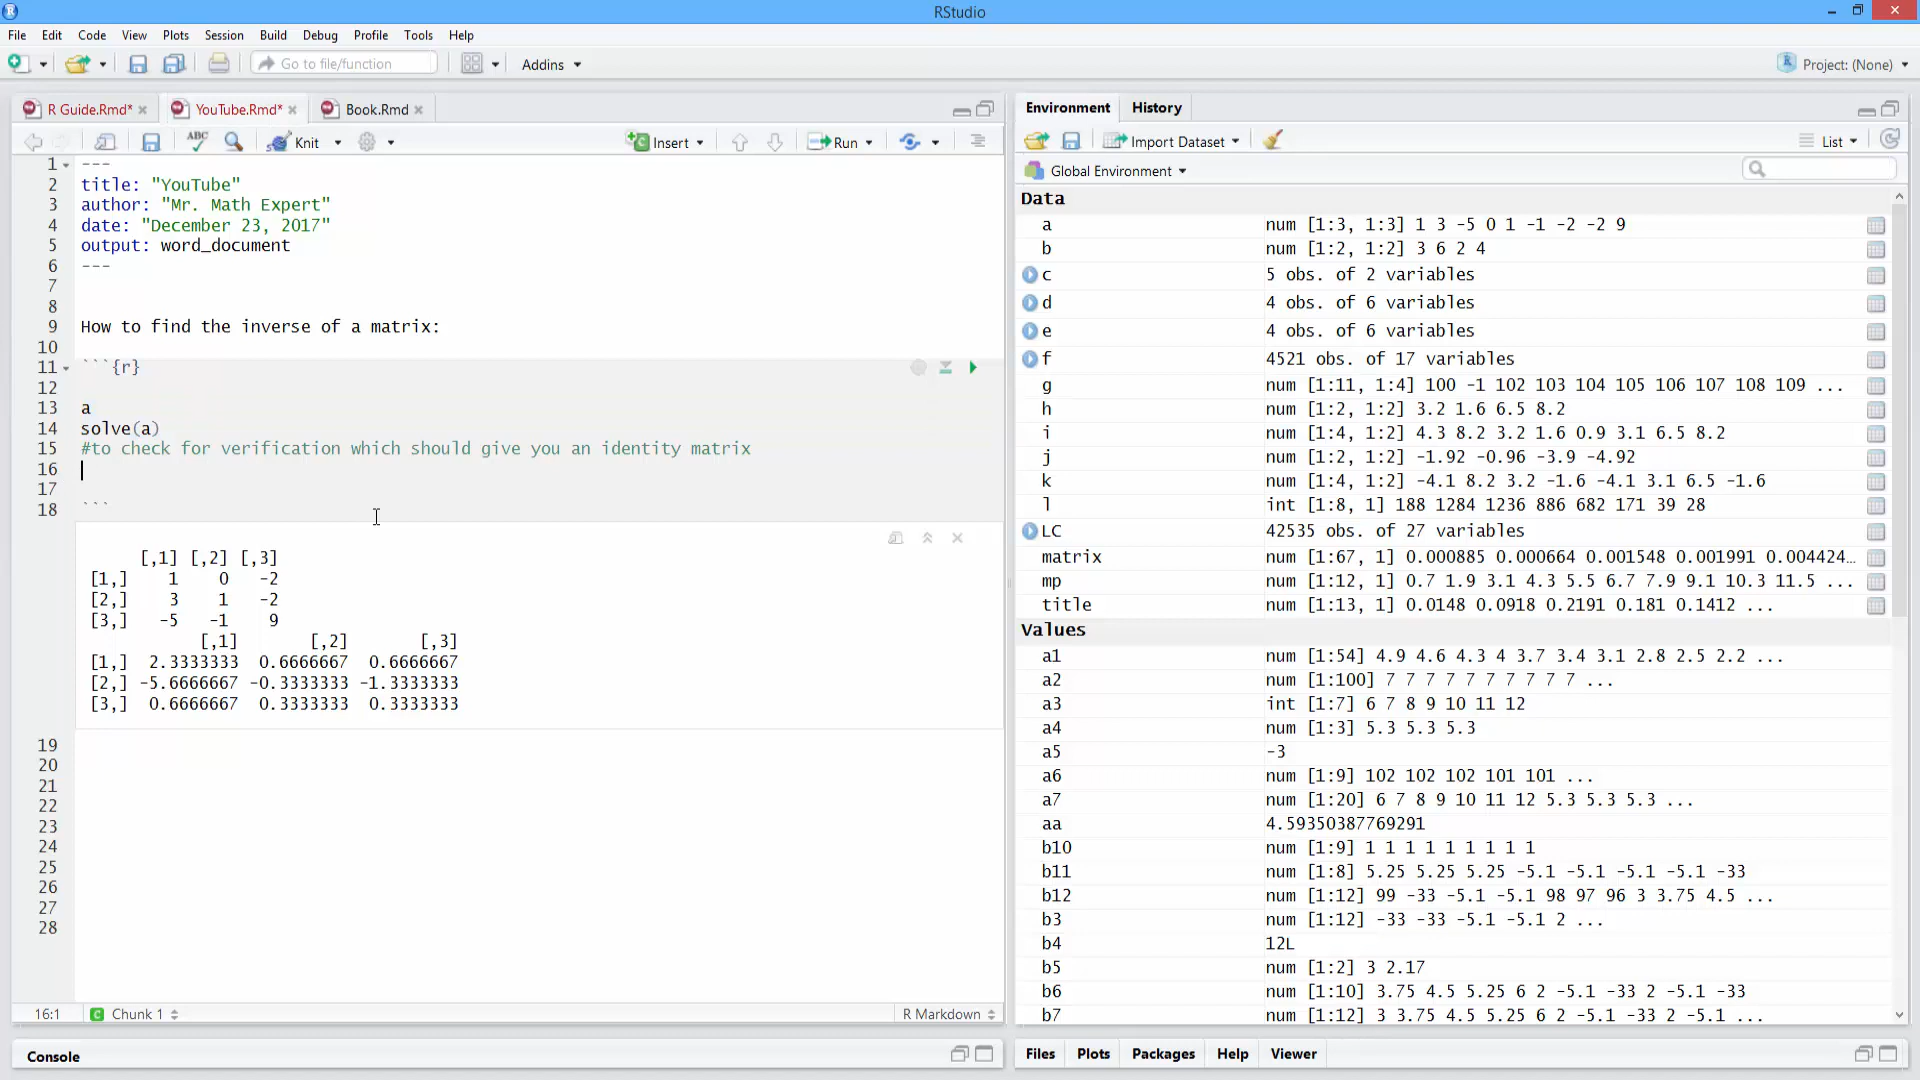 RStudio
File Edit Code View Plots Session Build Debug Profile Tools Help
Go to file/function Addins Project: (None)
R Guide.Rmd* YouTube.Rmd* Book.Rmd
ABC Knit Insert Run
1 ---
2 title: "YouTube"
3 author: "Mr. Math Expert"
4 date: "December 23, 2017"
5 output: word_document
6 ---
7
8
9 How to find the inverse of a matrix:
10
11 ```{r}
12
13 a
14 solve(a)
15 #to check for verification which should give you an identity matrix
16
17
18 ```
[,1] [,2] [,3]
[1,] 1 0 -2
[2,] 3 1 -2
[3,] -5 -1 9
[,1] [,2] [,3]
[1,] 2.3333333 0.6666667 0.6666667
[2,] -5.6666667 -0.3333333 -1.3333333
[3,] 0.6666667 0.3333333 0.3333333
19
20
21
22
23
24
25
26
27
28
16:1 Chunk 1 R Markdown
Console
Environment History
Import Dataset List
Global Environment
Data
a num [1:3, 1:3] 1 3 -5 0 1 -1 -2 -2 9
b num [1:2, 1:2] 3 6 2 4
c 5 obs. of 2 variables
d 4 obs. of 6 variables
e 4 obs. of 6 variables
f 4521 obs. of 17 variables
g num [1:11, 1:4] 100 -1 102 103 104 105 106 107 108 109 ...
h num [1:2, 1:2] 3.2 1.6 6.5 8.2
i num [1:4, 1:2] 4.3 8.2 3.2 1.6 0.9 3.1 6.5 8.2
j num [1:2, 1:2] -1.92 -0.96 -3.9 -4.92
k num [1:4, 1:2] -4.1 8.2 3.2 -1.6 -4.1 3.1 6.5 -1.6
l int [1:8, 1] 188 1284 1236 886 682 171 39 28
LC 42535 obs. of 27 variables
matrix num [1:67, 1] 0.000885 0.000664 0.001548 0.001991 0.004424…
mp num [1:12, 1] 0.7 1.9 3.1 4.3 5.5 6.7 7.9 9.1 10.3 11.5 ...
title num [1:13, 1] 0.0148 0.0918 0.2191 0.181 0.1412 ...
Values
a1 num [1:54] 4.9 4.6 4.3 4 3.7 3.4 3.1 2.8 2.5 2.2 ...
a2 num [1:100] 7 7 7 7 7 7 7 7 7 7 ...
a3 int [1:7] 6 7 8 9 10 11 12
a4 num [1:3] 5.3 5.3 5.3
a5 -3
a6 num [1:9] 102 102 102 101 101 ...
a7 num [1:20] 6 7 8 9 10 11 12 5.3 5.3 5.3 ...
aa 4.59350387769291
b10 num [1:9] 1 1 1 1 1 1 1 1 1
b11 num [1:8] 5.25 5.25 5.25 -5.1 -5.1 -5.1 -5.1 -33
b12 num [1:12] 99 -33 -5.1 -5.1 98 97 96 3 3.75 4.5 ...
b3 num [1:12] -33 -33 -5.1 -5.1 2 ...
b4 12L
b5 num [1:2] 3 2.17
b6 num [1:10] 3.75 4.5 5.25 6 2 -5.1 -33 2 -5.1 -33
b7 num [1:12] 3 3.75 4.5 5.25 6 2 -5.1 -33 2 -5.1 ...
Files Plots Packages Help Viewer